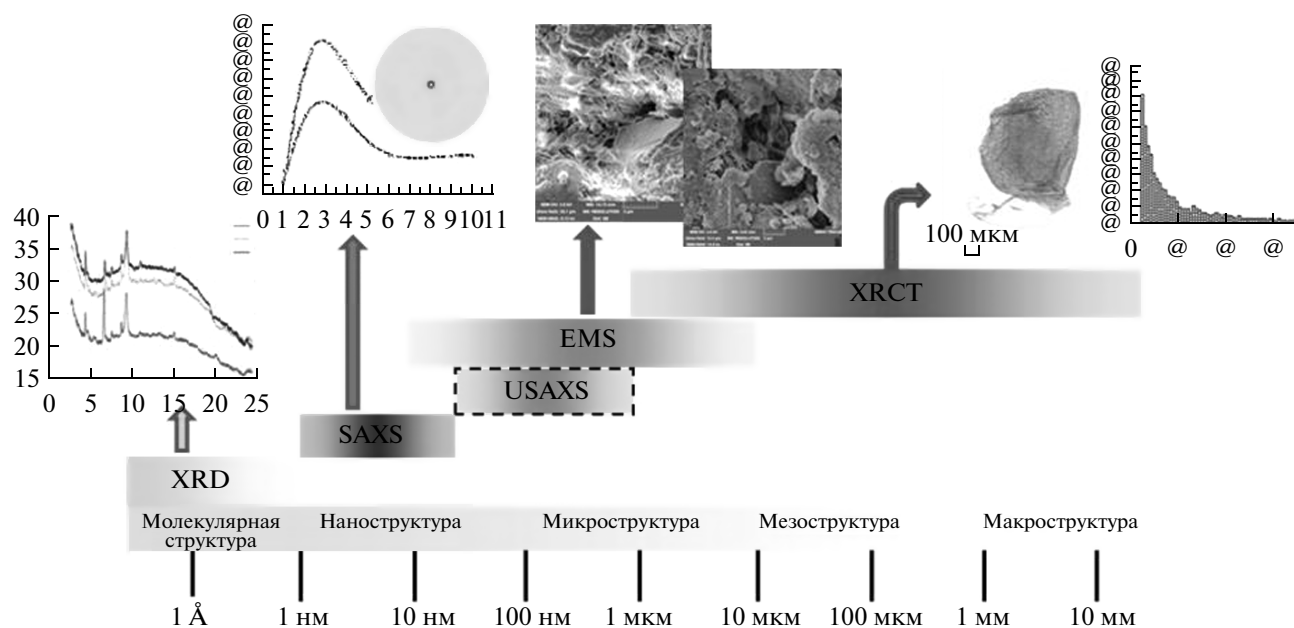 @
@
@
@
@
@
@
@
@
@
0 1 2 3 4 5 6 7 8 9 10 11
40
35
30
25
20
15
0 5 10 15 20 25
@
@
@
@
@
@
@
@
@
@
@
0 @ @ @
100 мкм
XRCT
EMS
USAXS
SAXS
XRD
Молекулярная структура
Наноструктура
Микроструктура
Мезоструктура
Макроструктура
1 Å 1 нм 10 нм 100 нм 1 мкм 10 мкм 100 мкм 1 мм 10 мм